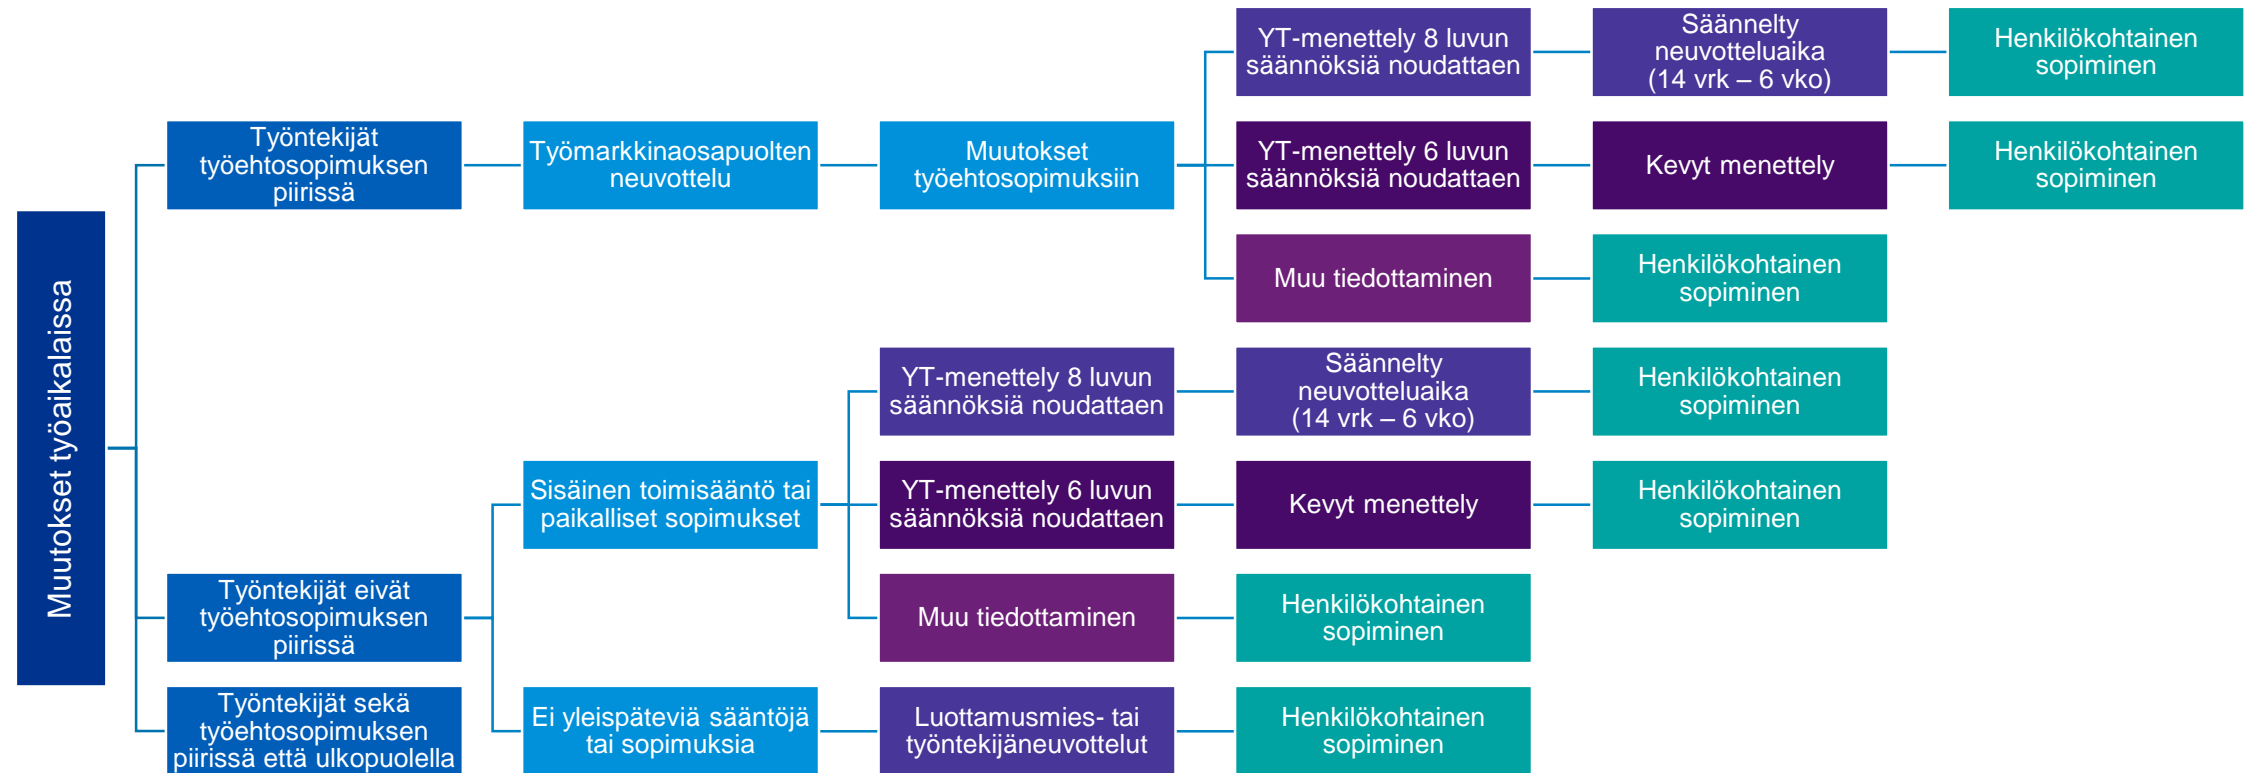 Muutokset työaikalaissa
Työntekijät
työehtosopimuksen
piirissä
Työmarkkinaosapuolten
neuvottelu
Muutokset
työehtosopimuksiin
YT-menettely 8 luvun
säännöksiä noudattaen
Säännelty
neuvotteluaika
(14 vrk – 6 vko)
Henkilökohtainen
sopiminen
YT-menettely 6 luvun
säännöksiä noudattaen
Kevyt menettely
Henkilökohtainen
sopiminen
Muu tiedottaminen
Henkilökohtainen
sopiminen
Työntekijät eivät
työehtosopimuksen
piirissä
Sisäinen toimisääntö tai
paikalliset sopimukset
YT-menettely 8 luvun
säännöksiä noudattaen
Säännelty
neuvotteluaika
(14 vrk – 6 vko)
Henkilökohtainen
sopiminen
YT-menettely 6 luvun
säännöksiä noudattaen
Kevyt menettely
Henkilökohtainen
sopiminen
Muu tiedottaminen
Henkilökohtainen
sopiminen
Ei yleispäteviä sääntöjä
tai sopimuksia
Luottamusmies- tai
työntekijäneuvottelut
Henkilökohtainen
sopiminen
Työntekijät sekä
työehtosopimuksen
piirissä että ulkopuolella